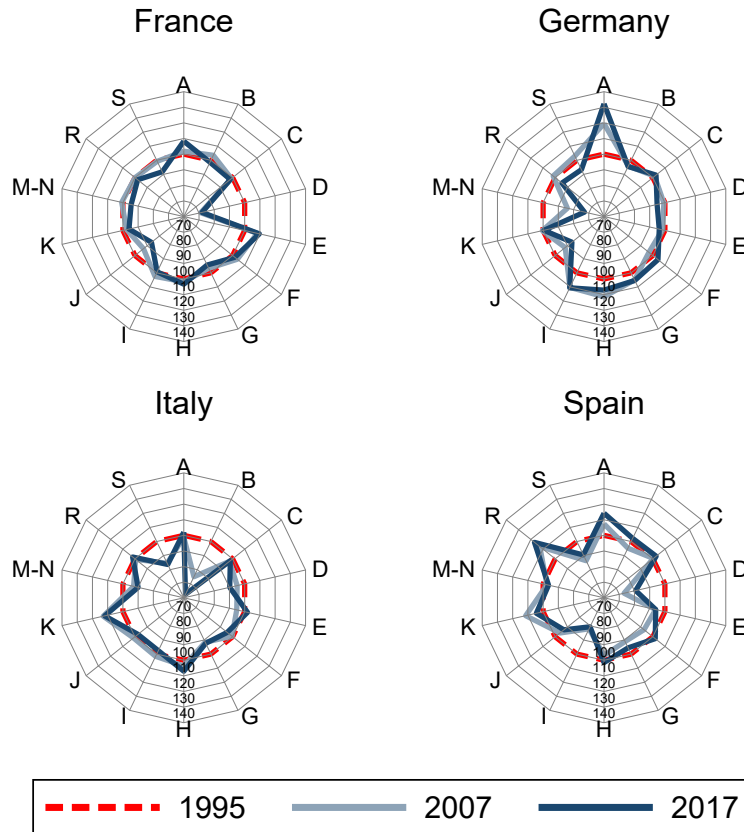 France
A
B
C
D
E
F
G
H
I
J
K
M-N
R
S
70
80
90
100
110
120
130
140
Germany
A
B
C
D
E
F
G
H
I
J
K
M-N
R
S
70
80
90
100
110
120
130
140
Italy
A
B
C
D
E
F
G
H
I
J
K
M-N
R
S
70
80
90
100
110
120
130
140
Spain
A
B
C
D
E
F
G
H
I
J
K
M-N
R
S
70
80
90
100
110
120
130
140
1995 2007 2017